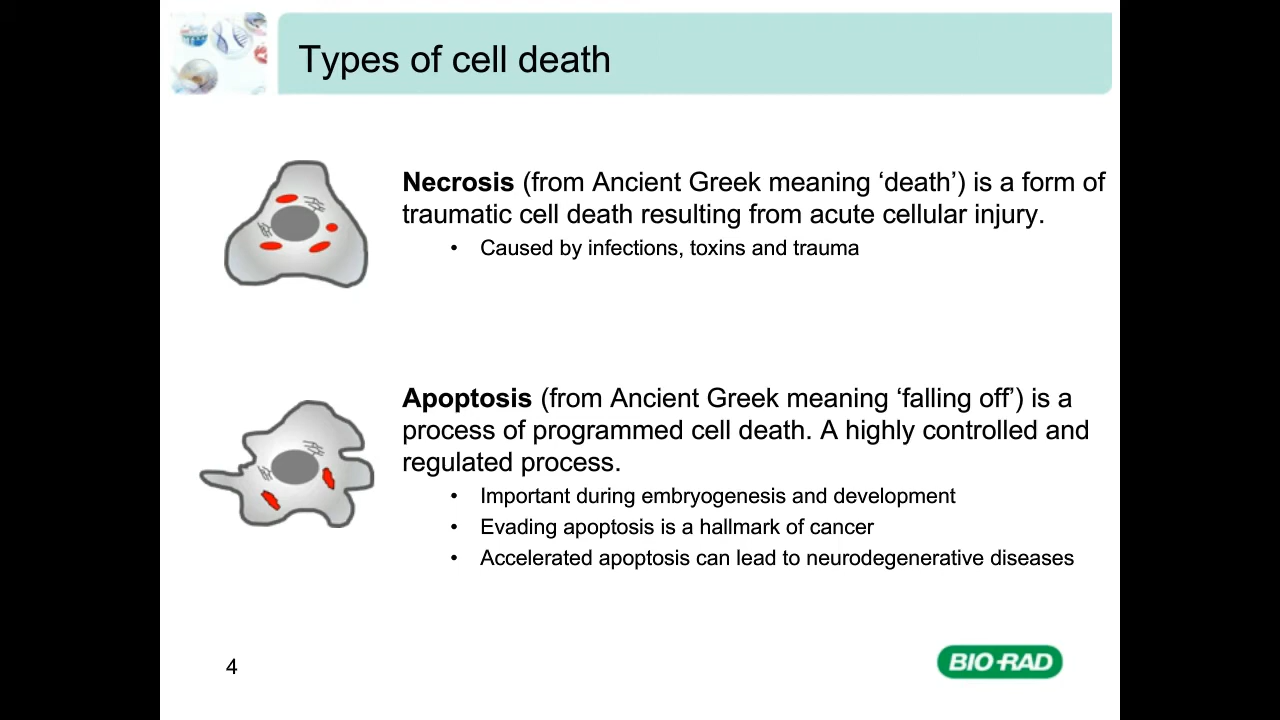 Types of cell death
Necrosis (from Ancient Greek meaning ‘death’) is a form of
traumatic cell death resulting from acute cellular injury.
• Caused by infections, toxins and trauma
Apoptosis (from Ancient Greek meaning ‘falling off’) is a
process of programmed cell death. A highly controlled and
regulated process.
• Important during embryogenesis and development
• Evading apoptosis is a hallmark of cancer
• Accelerated apoptosis can lead to neurodegenerative diseases
4
BIO-RAD